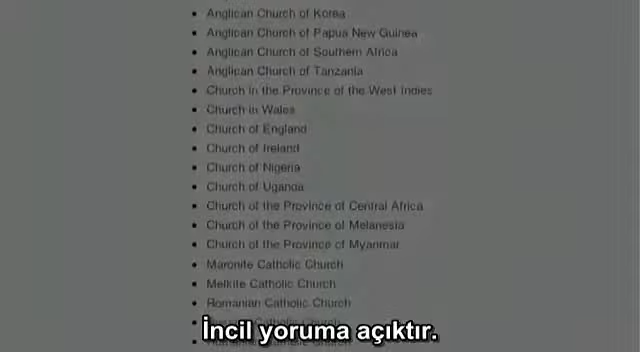 Anglican Church of Korea
Anglican Church of Papua New Guinea
Anglican Church of Southern Africa
Anglican Church of Tanzania
Church in the Province of the West Indies
Church in Wales
Church of England
Church of Ireland
Church of Nigeria
Church of Uganda
Church of the Province of Central Africa
Church of the Province of Melanesia
Church of the Province of Myanmar
Maronite Catholic Church
Melkite Catholic Church
Romanian Catholic Church
Catholic Church
İncil yoruma açıktır.